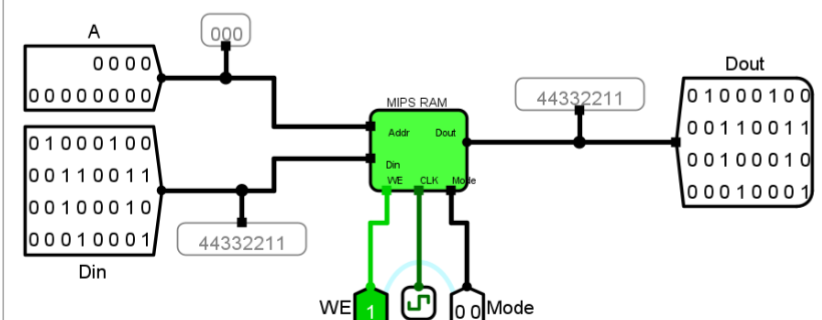 A
000
0000
00000000
Din
01000100
00110011
00100010
00010001
44332211
MIPS RAM
Addr Dout
Din
WE CLK Mode
44332211
Dout
01000100
00110011
00100010
00010001
WE 1
00 Mode